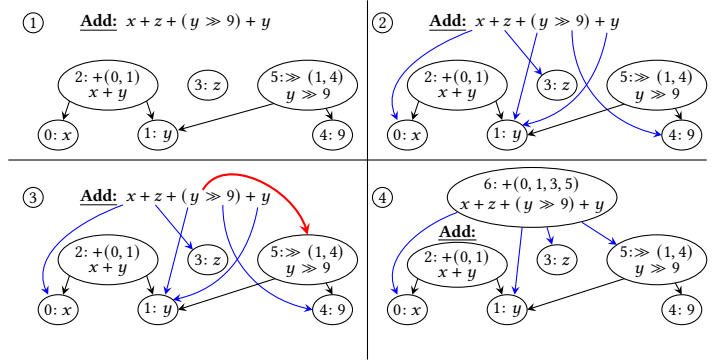 1
Add: x + z + (y ≫ 9) + y
2: +(0, 1)
x + y
3: z
5:≫ (1, 4)
y ≫ 9
0: x
1: y
4: 9
2
Add: x + z + (y ≫ 9) + y
2: +(0, 1)
x + y
3: z
5:≫ (1, 4)
y ≫ 9
0: x
1: y
4: 9
3
Add: x + z + (y ≫ 9) + y
2: +(0, 1)
x + y
3: z
5:≫ (1, 4)
y ≫ 9
0: x
1: y
4: 9
4
6: +(0, 1, 3, 5)
x + z + (y ≫ 9) + y
Add:
2: +(0, 1)
x + y
3: z
5:≫ (1, 4)
y ≫ 9
0: x
1: y
4: 9